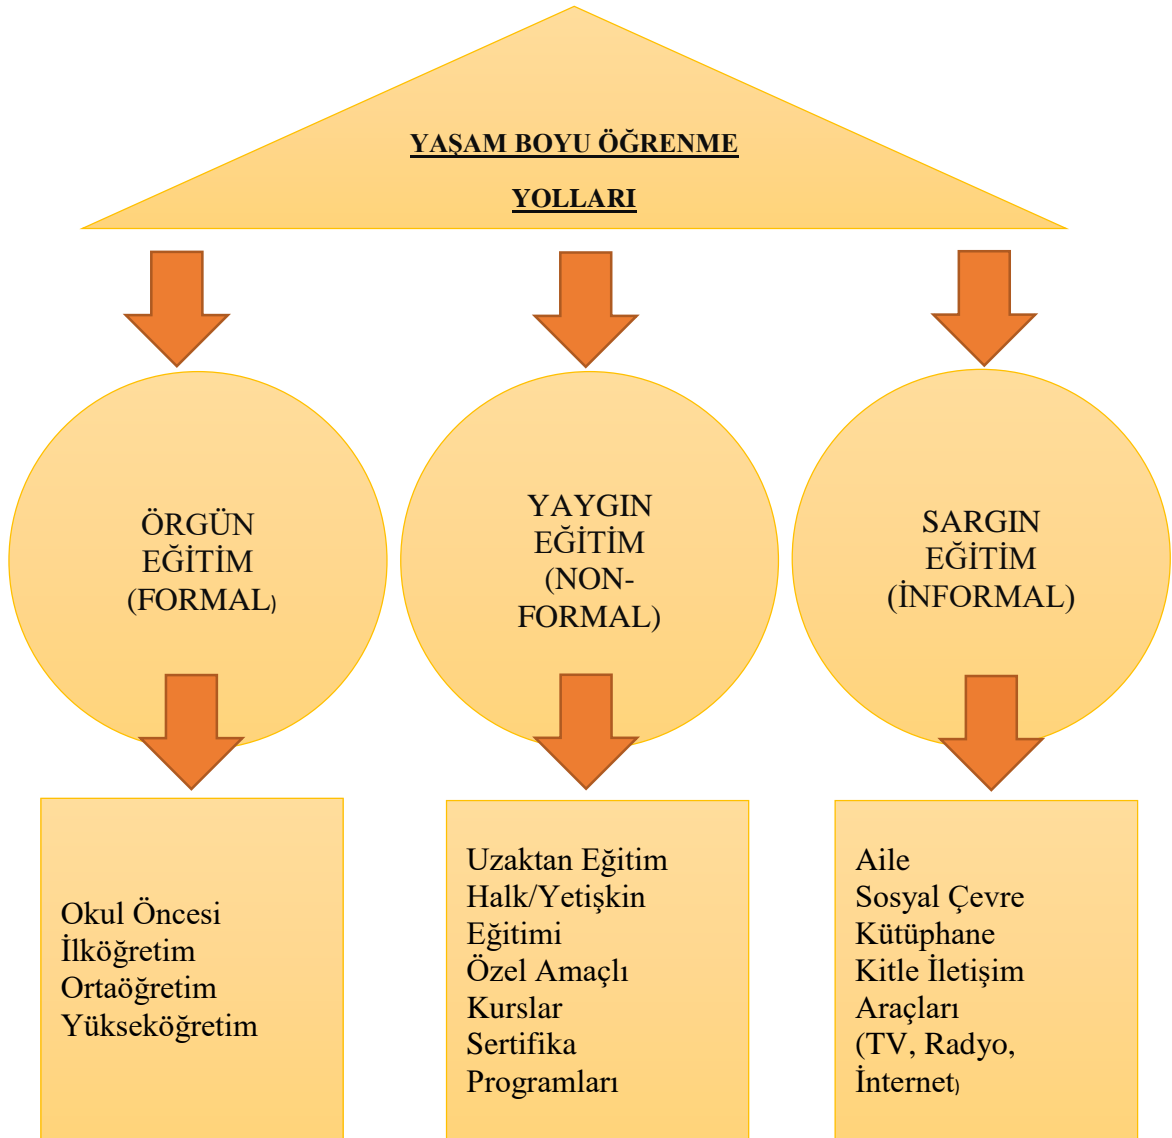 YAŞAM BOYU ÖĞRENME
YOLLARI
ÖRGÜN
EĞİTİM
(FORMAL)
YAYGIN
EĞİTİM
(NON-
FORMAL)
SARGIN
EĞİTİM
(İNFORMAL)
Okul Öncesi
İlköğretim
Ortaöğretim
Yükseköğretim
Uzaktan Eğitim
Halk/Yetişkin
Eğitimi
Özel Amaçlı
Kurslar
Sertifika
Programları
Aile
Sosyal Çevre
Kütüphane
Kitle İletişim
Araçları
(TV, Radyo,
İnternet)